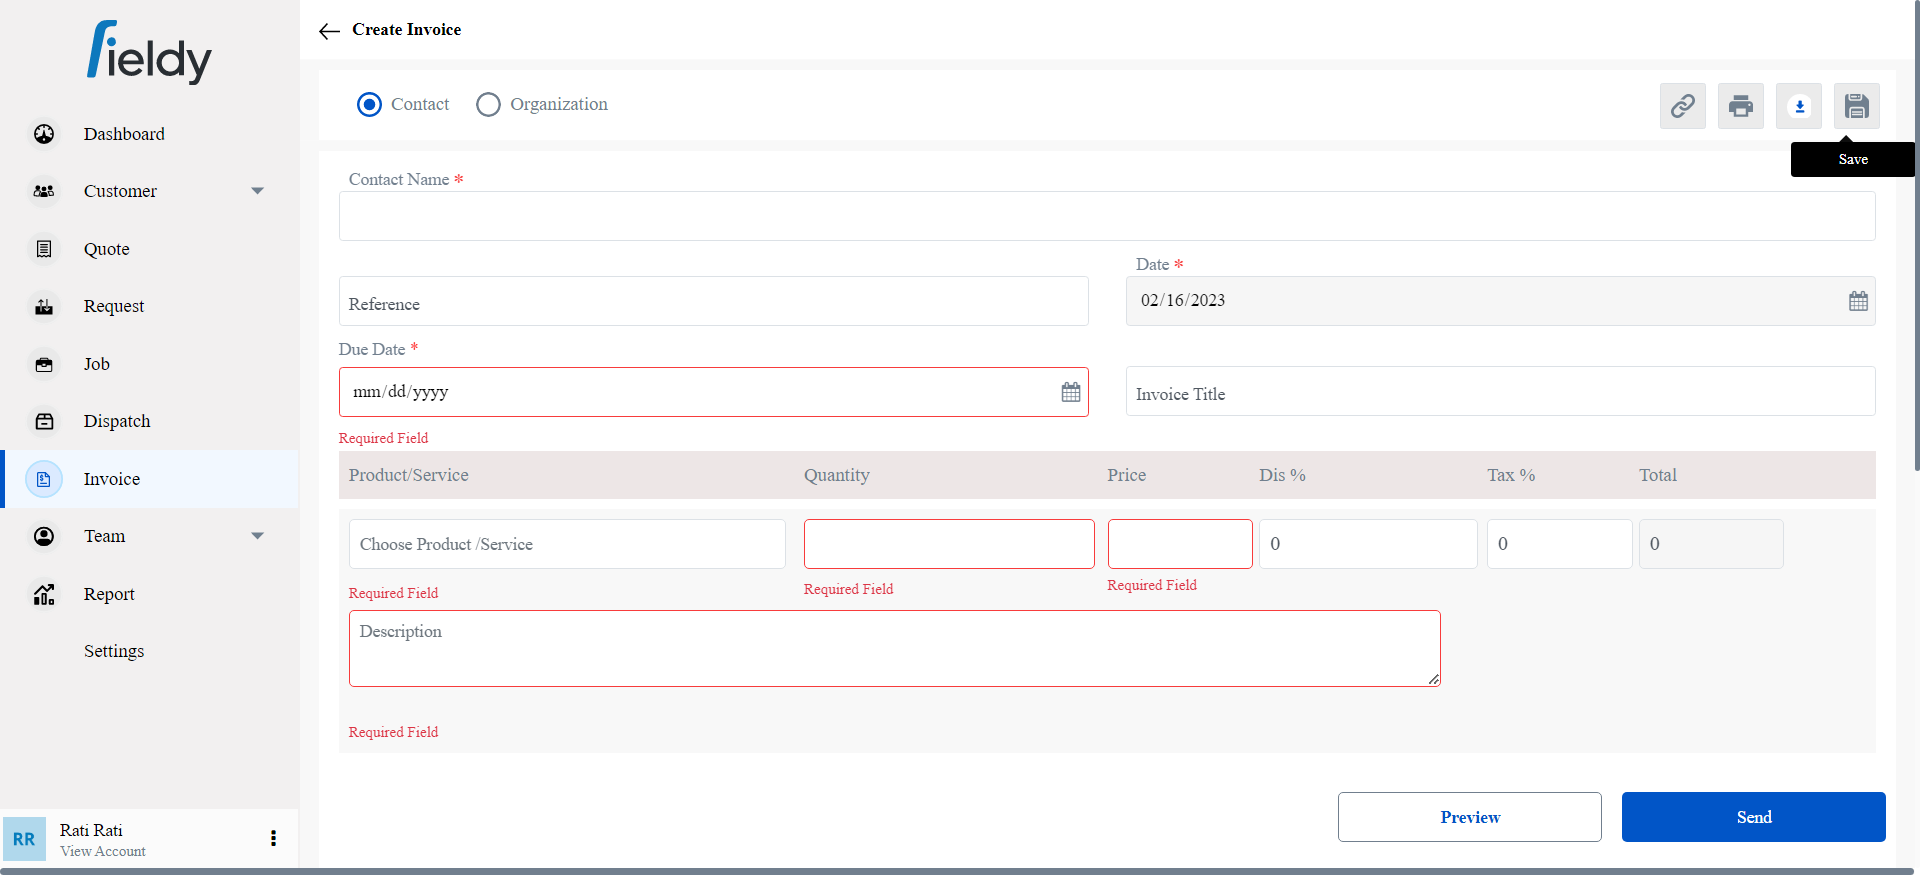 fieldy
Create Invoice
Dashboard
Customer
Quote
Request
Job
Dispatch
Invoice
Team
Report
Settings
RR
Rati Rati
View Account
Contact
Organization
Save
Contact Name *
Reference
Date *
02/16/2023
Due Date *
mm/dd/yyyy
Invoice Title
Required Field
Product/Service Quantity Price Dis % Tax % Total
Choose Product /Service 0 0 0
Required Field Required Field Required Field
Description
Required Field
Preview Send